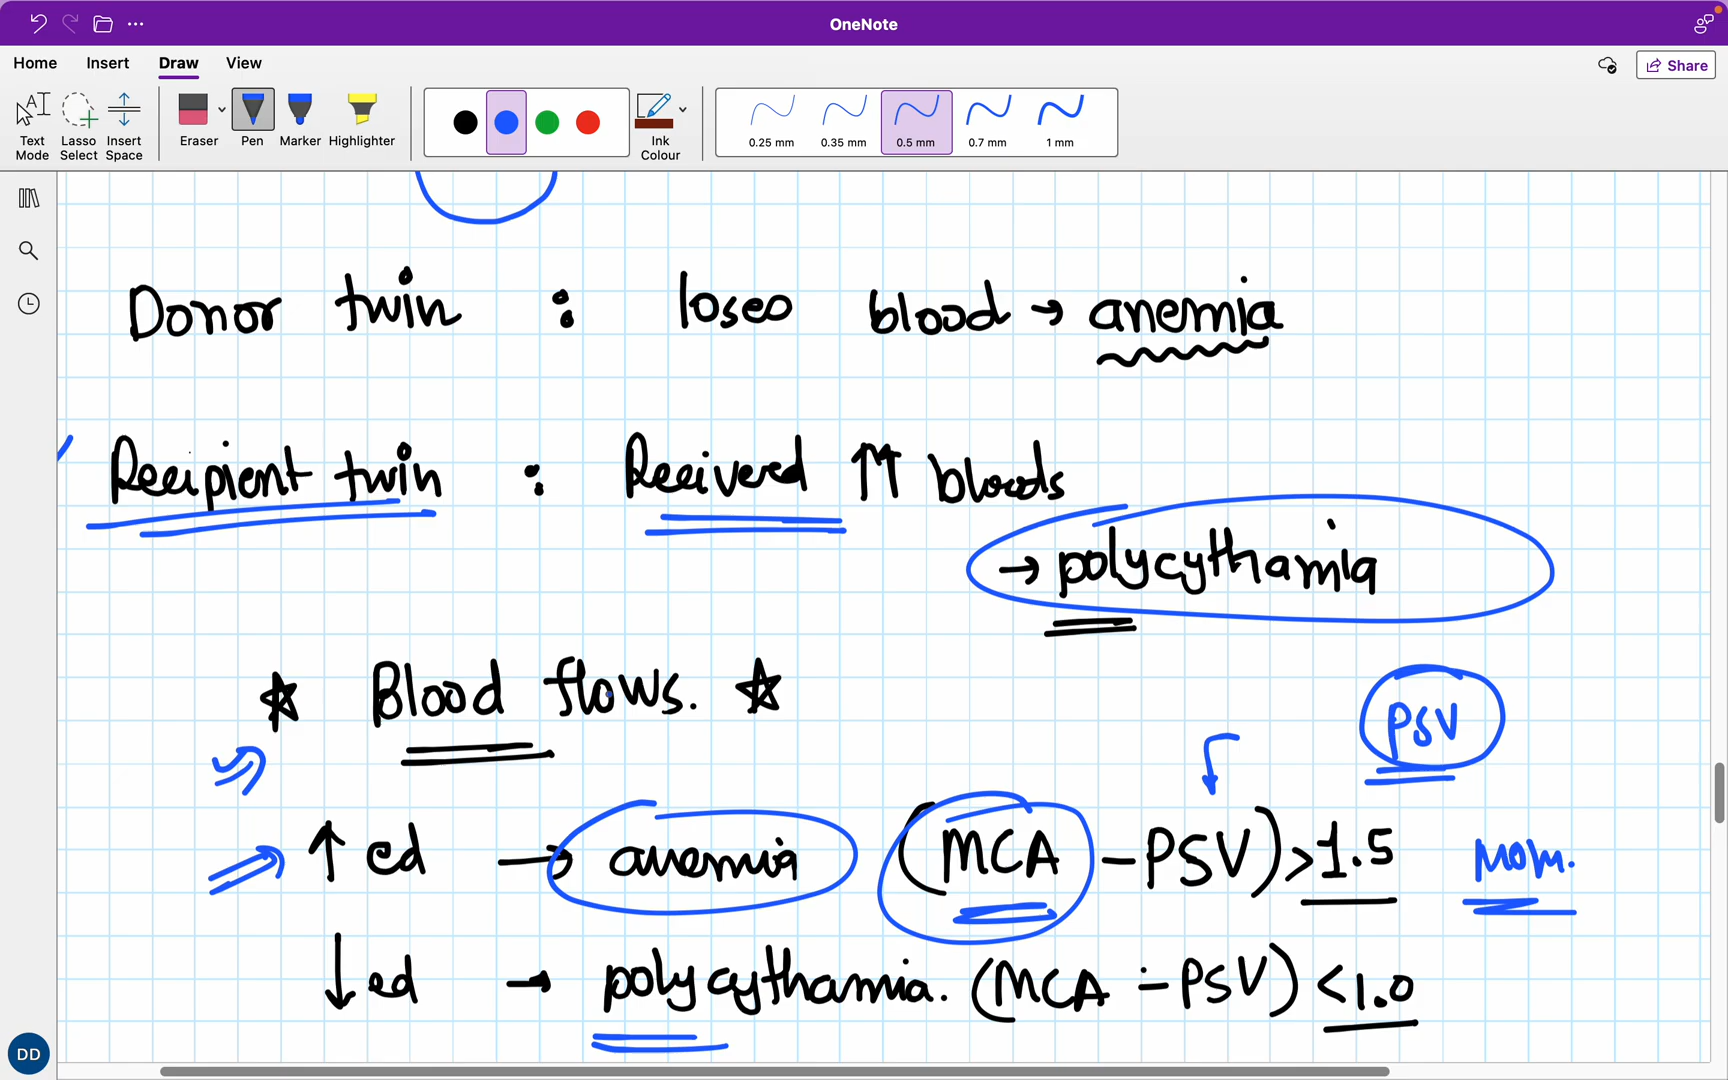 OneNote
Home Insert Draw View Share
Text Mode Lasso Select Insert Space Eraser Pen Marker Highlighter Ink Colour 0.25 mm 0.35 mm 0.5 mm 0.7 mm 1 mm
Donor twin : loses blood → anemia
Recipient twin : Recivered ↑↑ bloods
→ polycythamia
☆ Blood flows. ☆
PSV
↑ ed → anemia (MCA - PSV) > 1.5 MoM.
↓ ed → polycythamia. (MCA - PSV) < 1.0
DD